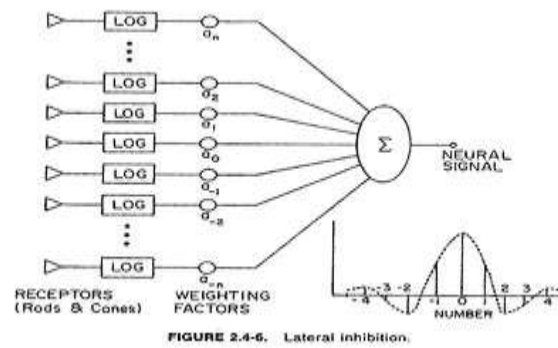 LOG
aₙ
LOG
a₂
LOG
a₁
LOG
a₀
LOG
a₋₁
LOG
a₋₂
LOG
a₋ₙ
Σ
NEURAL
SIGNAL
RECEPTORS
(Rods & Cones)
WEIGHTING
FACTORS
-4 -3 -2 -1 0 1 2 3 4
NUMBER
FIGURE 2.4-6. Lateral inhibition.